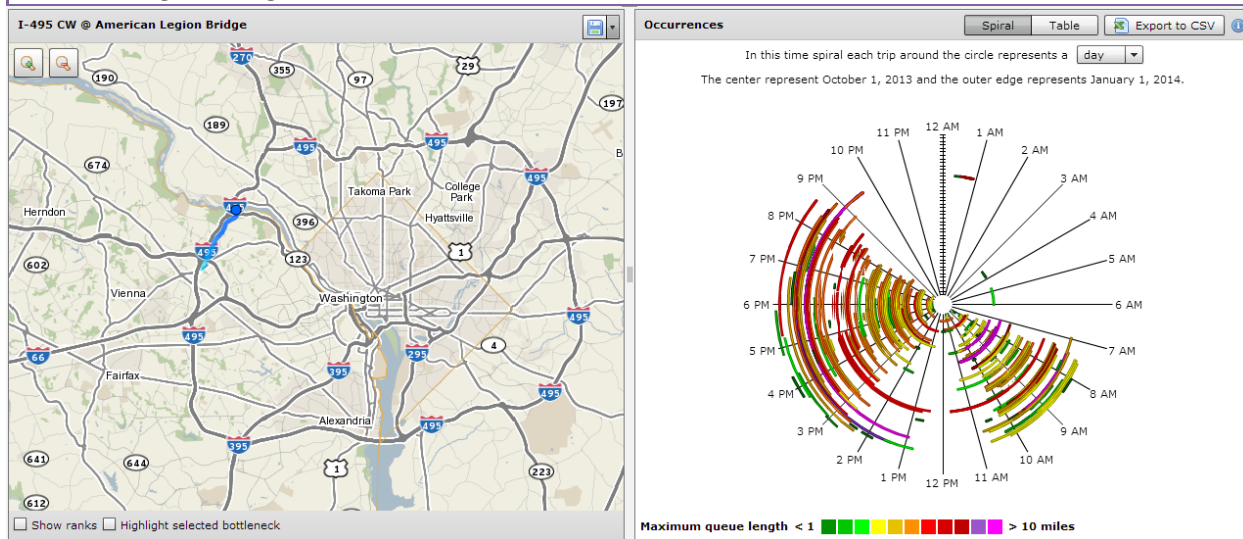 I-495 CW @ American Legion Bridge
190
270
355
97
29
197
189
495
495
674
495
B
Takoma Park
College
Park
495
Hyattsville
Herndon
396
495
123
1
602
Vienna
Washington
495
495
66
295
4
395
Fairfax
495
Alexandria
495
395
641
644
1
223
612
Show ranks
Highlight selected bottleneck
Occurrences
Spiral
Table
Export to CSV
In this time spiral each trip around the circle represents a day
The center represent October 1, 2013 and the outer edge represents January 1, 2014.
12 AM
1 AM
2 AM
3 AM
4 AM
5 AM
6 AM
7 AM
8 AM
9 AM
10 AM
11 AM
12 PM
1 PM
2 PM
3 PM
4 PM
5 PM
6 PM
7 PM
8 PM
9 PM
10 PM
11 PM
Maximum queue length < 1 > 10 miles